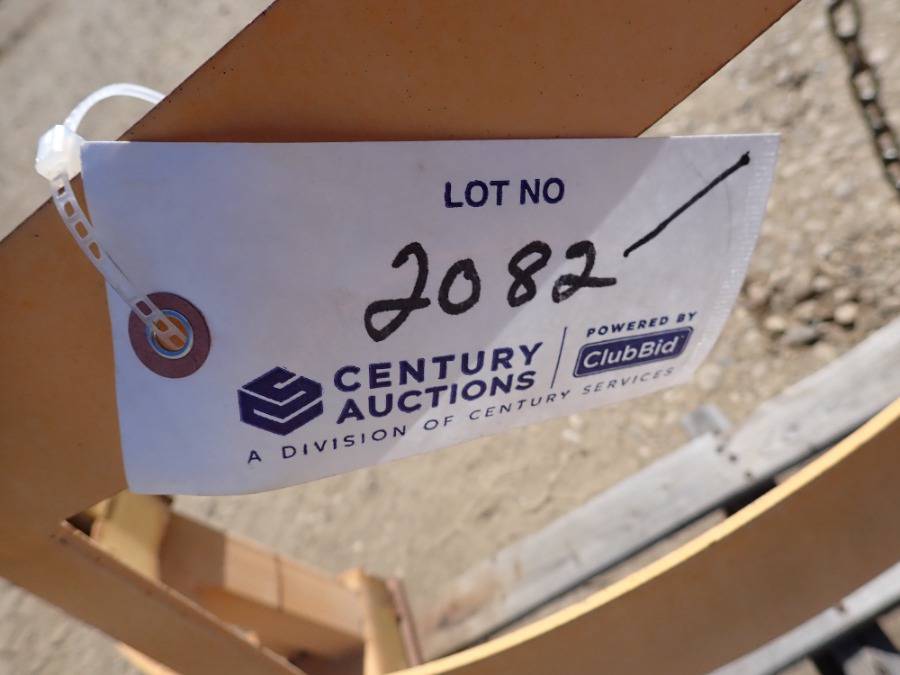 LOT NO
2082
CENTURY
AUCTIONS
POWERED BY
ClubBid
A DIVISION OF CENTURY SERVICES